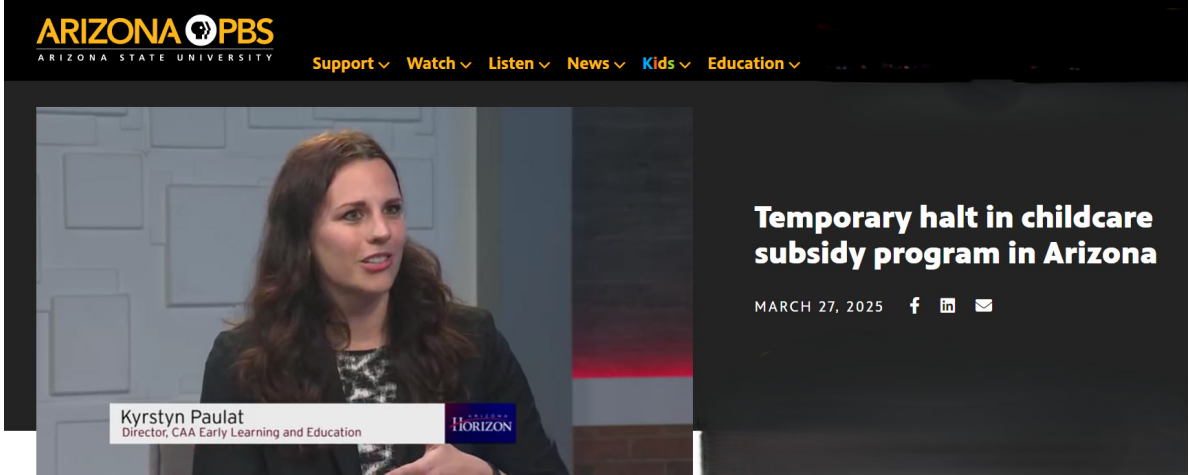 ARIZONA PBS
ARIZONA STATE UNIVERSITY
Support Watch Listen News Kids Education
Temporary halt in childcare
subsidy program in Arizona
MARCH 27, 2025
Kyrstyn Paulat
Director, CAA Early Learning and Education
ARIZONA
HORIZON